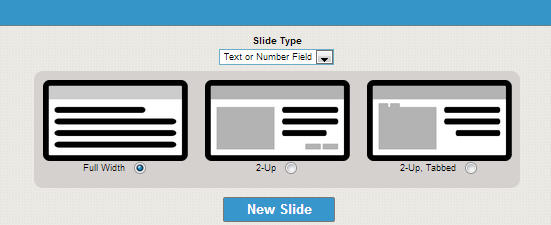 Slide Type
Text or Number Field
Full Width
2-Up
2-Up, Tabbed
New Slide